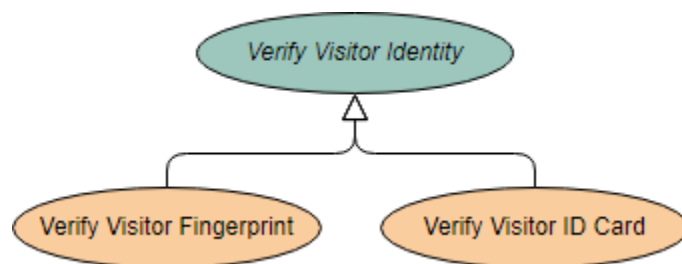 Verify Visitor Identity
Verify Visitor Fingerprint
Verify Visitor ID Card